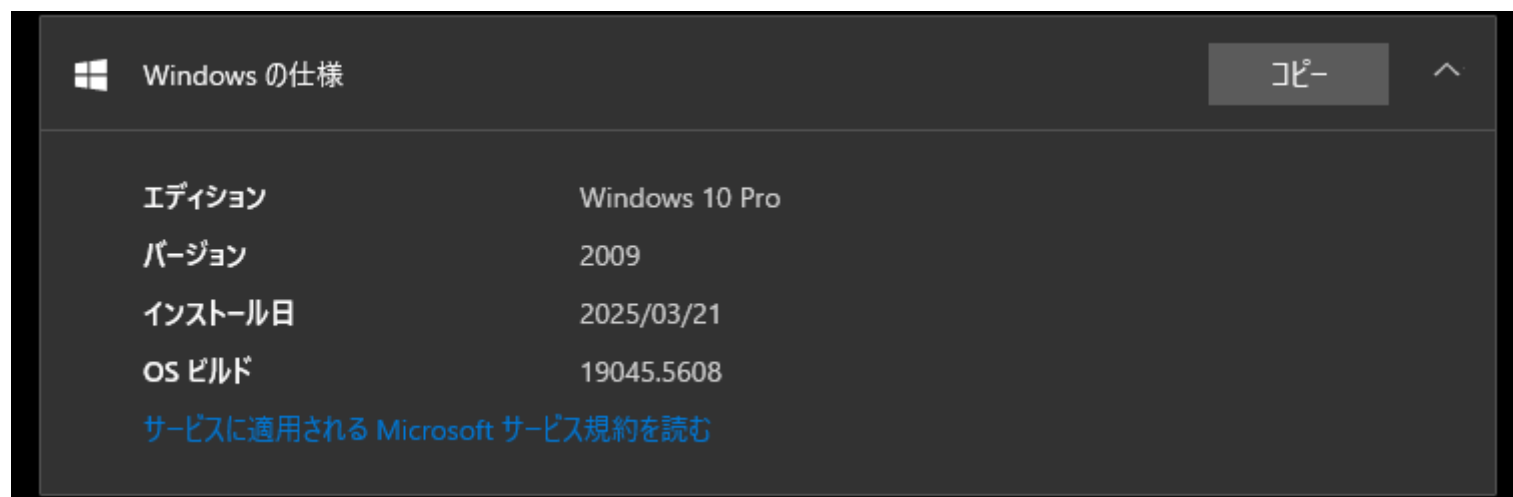 Windows の仕様
コピー
エディション Windows 10 Pro
バージョン 2009
インストール日 2025/03/21
OS ビルド 19045.5608
サービスに適用される Microsoft サービス規約を読む